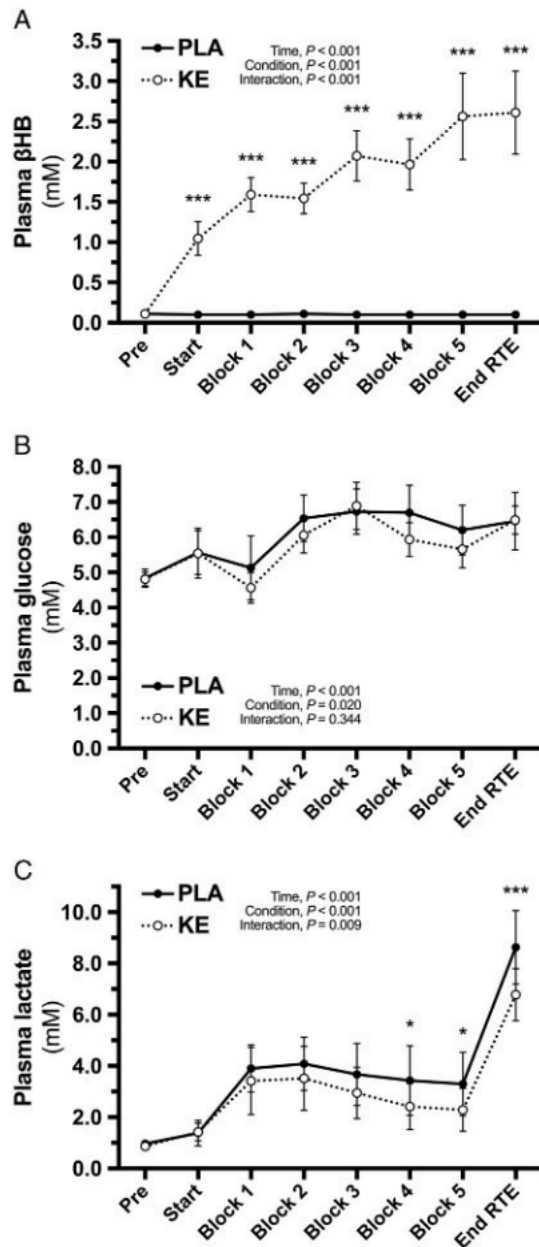 A
PLA
KE
Time, P < 0.001
Condition, P < 0.001
Interaction, P < 0.001
*** *** *** *** *** *** ***
Plasma βHB
(mM)
3.5
3.0
2.5
2.0
1.5
1.0
0.5
0.0
Pre Start Block 1 Block 2 Block 3 Block 4 Block 5 End RTE
B
Plasma glucose
(mM)
8.0
7.0
6.0
5.0
4.0
3.0
2.0
1.0
0.0
PLA
KE
Time, P < 0.001
Condition, P = 0.020
Interaction, P = 0.344
Pre Start Block 1 Block 2 Block 3 Block 4 Block 5 End RTE
C
PLA
KE
Time, P < 0.001
Condition, P < 0.001
Interaction, P = 0.009
* * ***
Plasma lactate
(mM)
10.0
8.0
6.0
4.0
2.0
0.0
Pre Start Block 1 Block 2 Block 3 Block 4 Block 5 End RTE